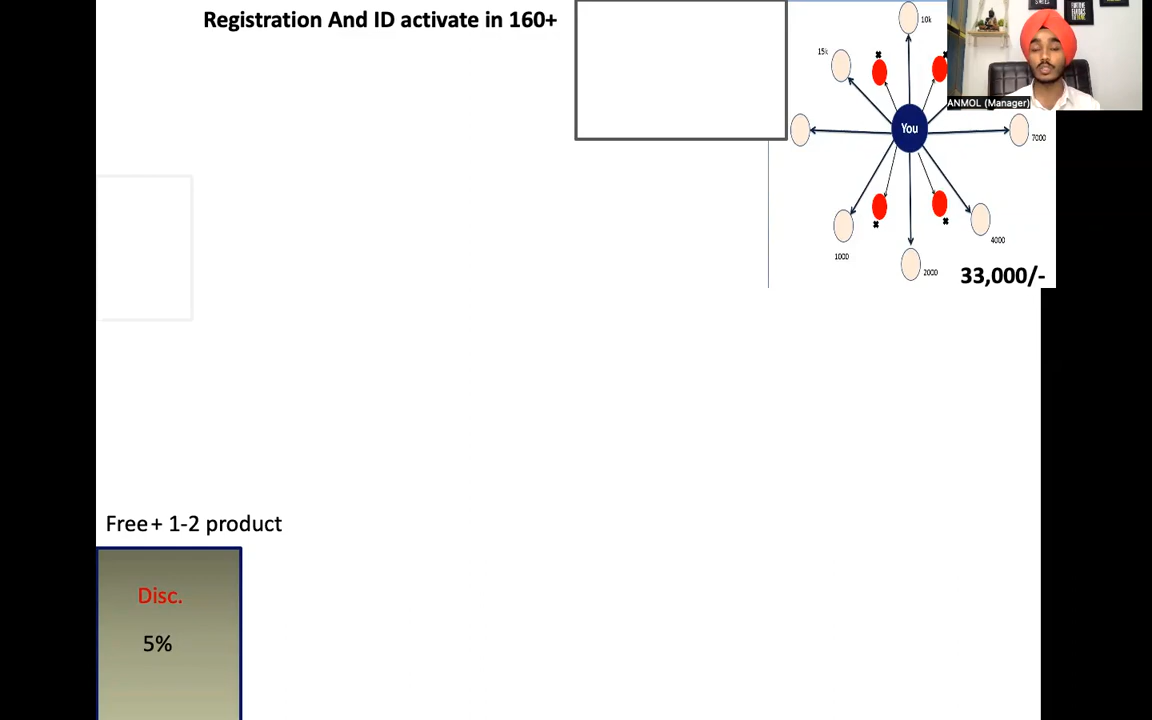 Registration And ID activate in 160+
10k
15k
You
ANMOL (Manager)
7000
4000
1000
2000
33,000/-
Free + 1-2 product
Disc.
5%